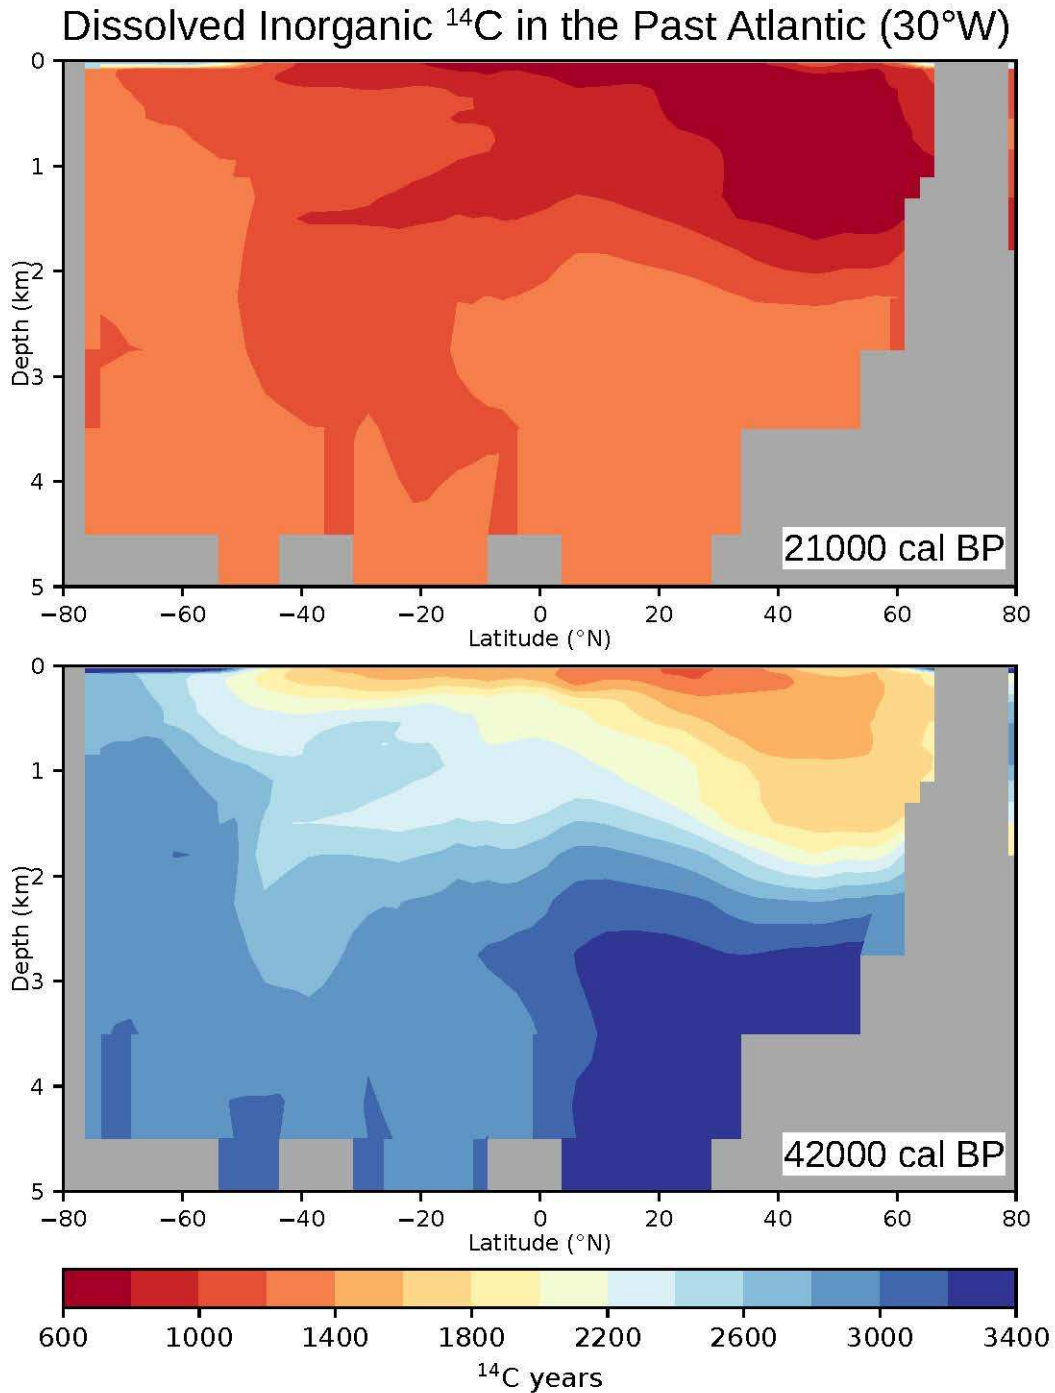 Dissolved Inorganic ¹⁴C in the Past Atlantic (30°W)
0
1
2
3
4
5
Depth (km)
21000 cal BP
−80 −60 −40 −20 0 20 40 60 80
Latitude (°N)
0
1
2
3
4
5
Depth (km)
42000 cal BP
−80 −60 −40 −20 0 20 40 60 80
Latitude (°N)
600 1000 1400 1800 2200 2600 3000 3400
¹⁴C years